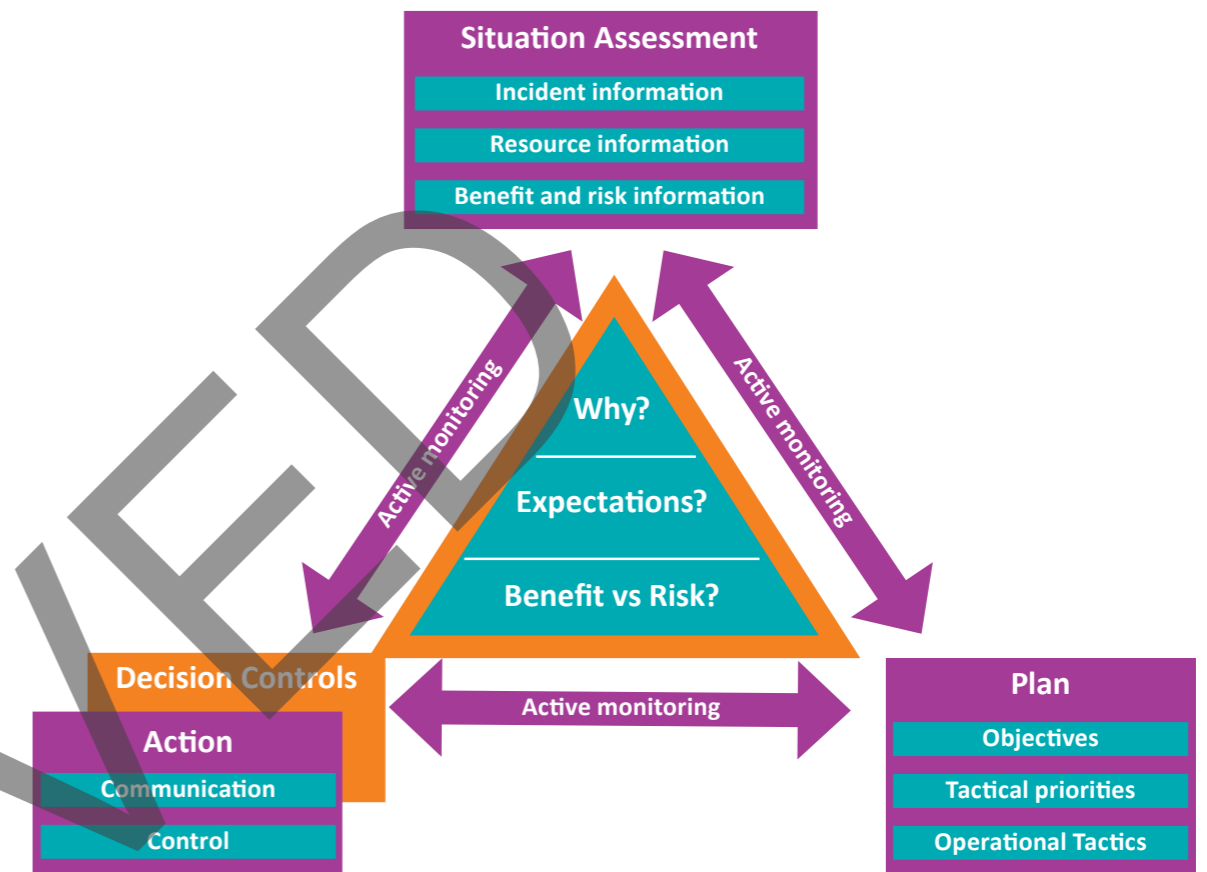 Situation Assessment
Incident information
Resource information
Benefit and risk information
Active monitoring
Active monitoring
Why?
Expectations?
Benefit vs Risk?
Decision Controls
Action
Communication
Control
Active monitoring
Plan
Objectives
Tactical priorities
Operational Tactics
VED